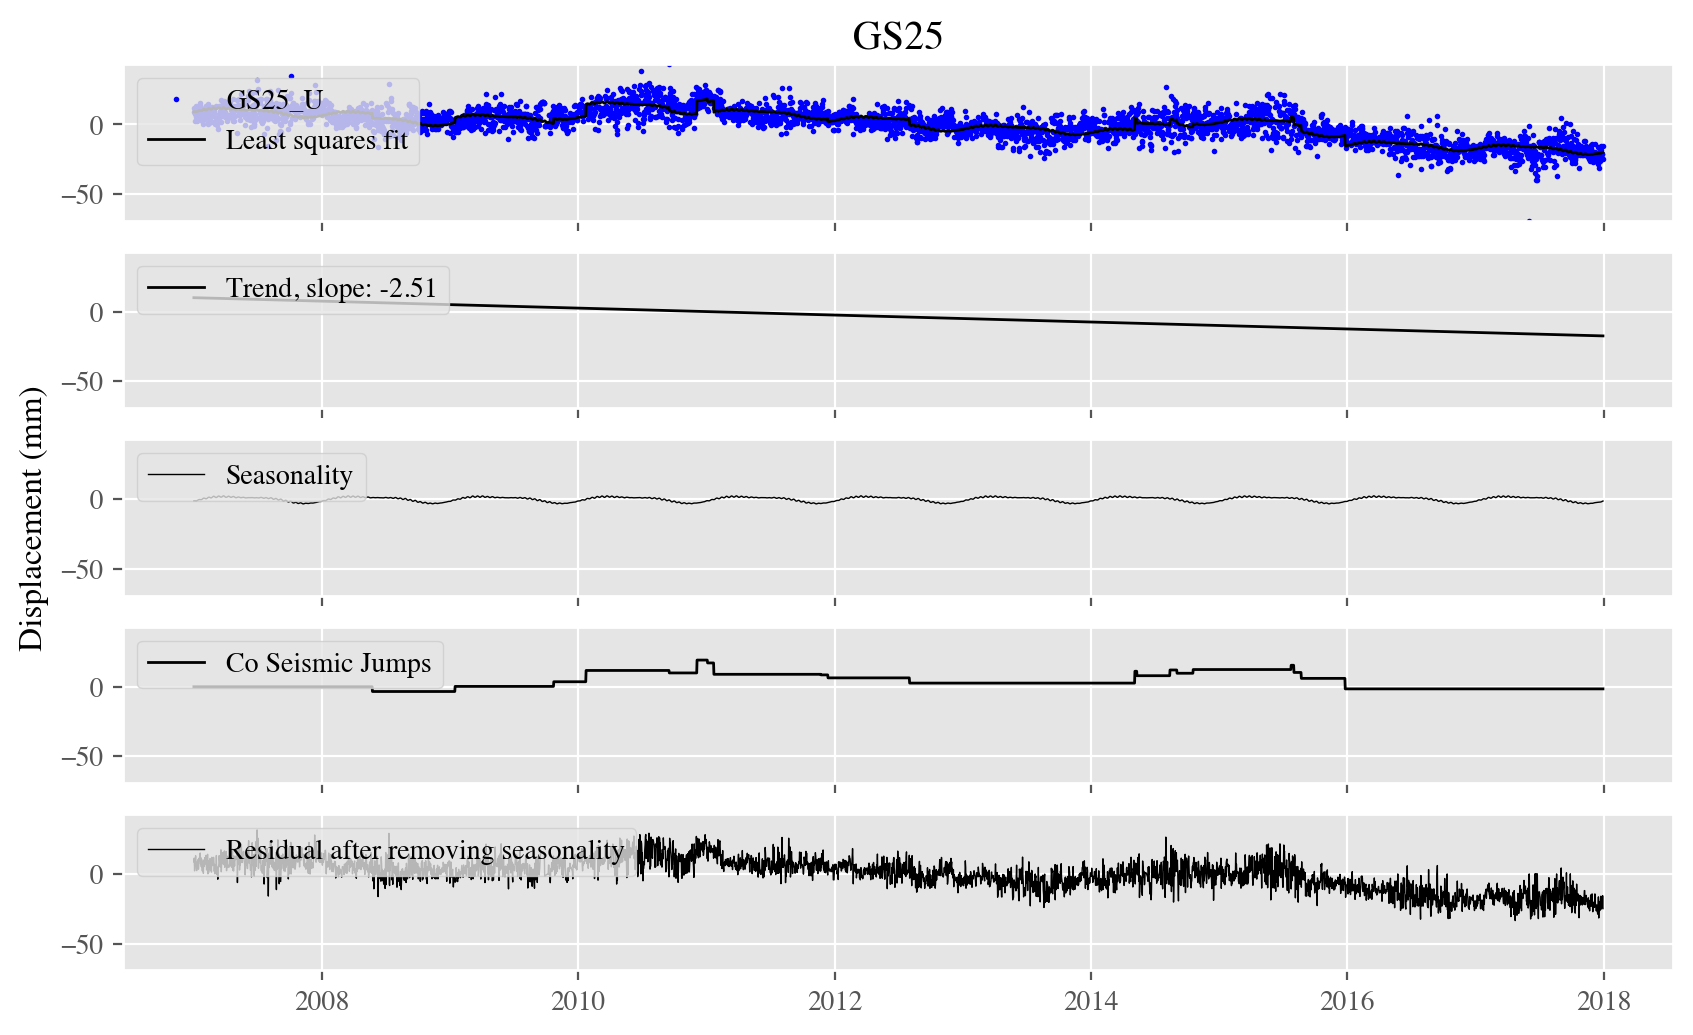 GS25
GS25_U
Least squares fit
0
−50
Trend, slope: -2.51
0
−50
Displacement (mm)
Seasonality
0
−50
Co Seismic Jumps
0
−50
Residual after removing seasonality
0
−50
2008 2010 2012 2014 2016 2018